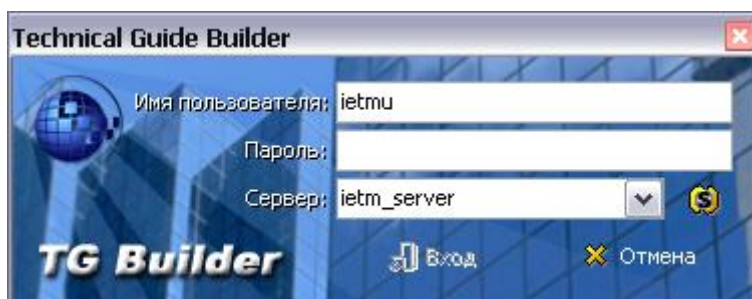 Technical Guide Builder
Имя пользователя: ietmu
Пароль:
Сервер: ietm_server S
TG Builder Вход Отмена